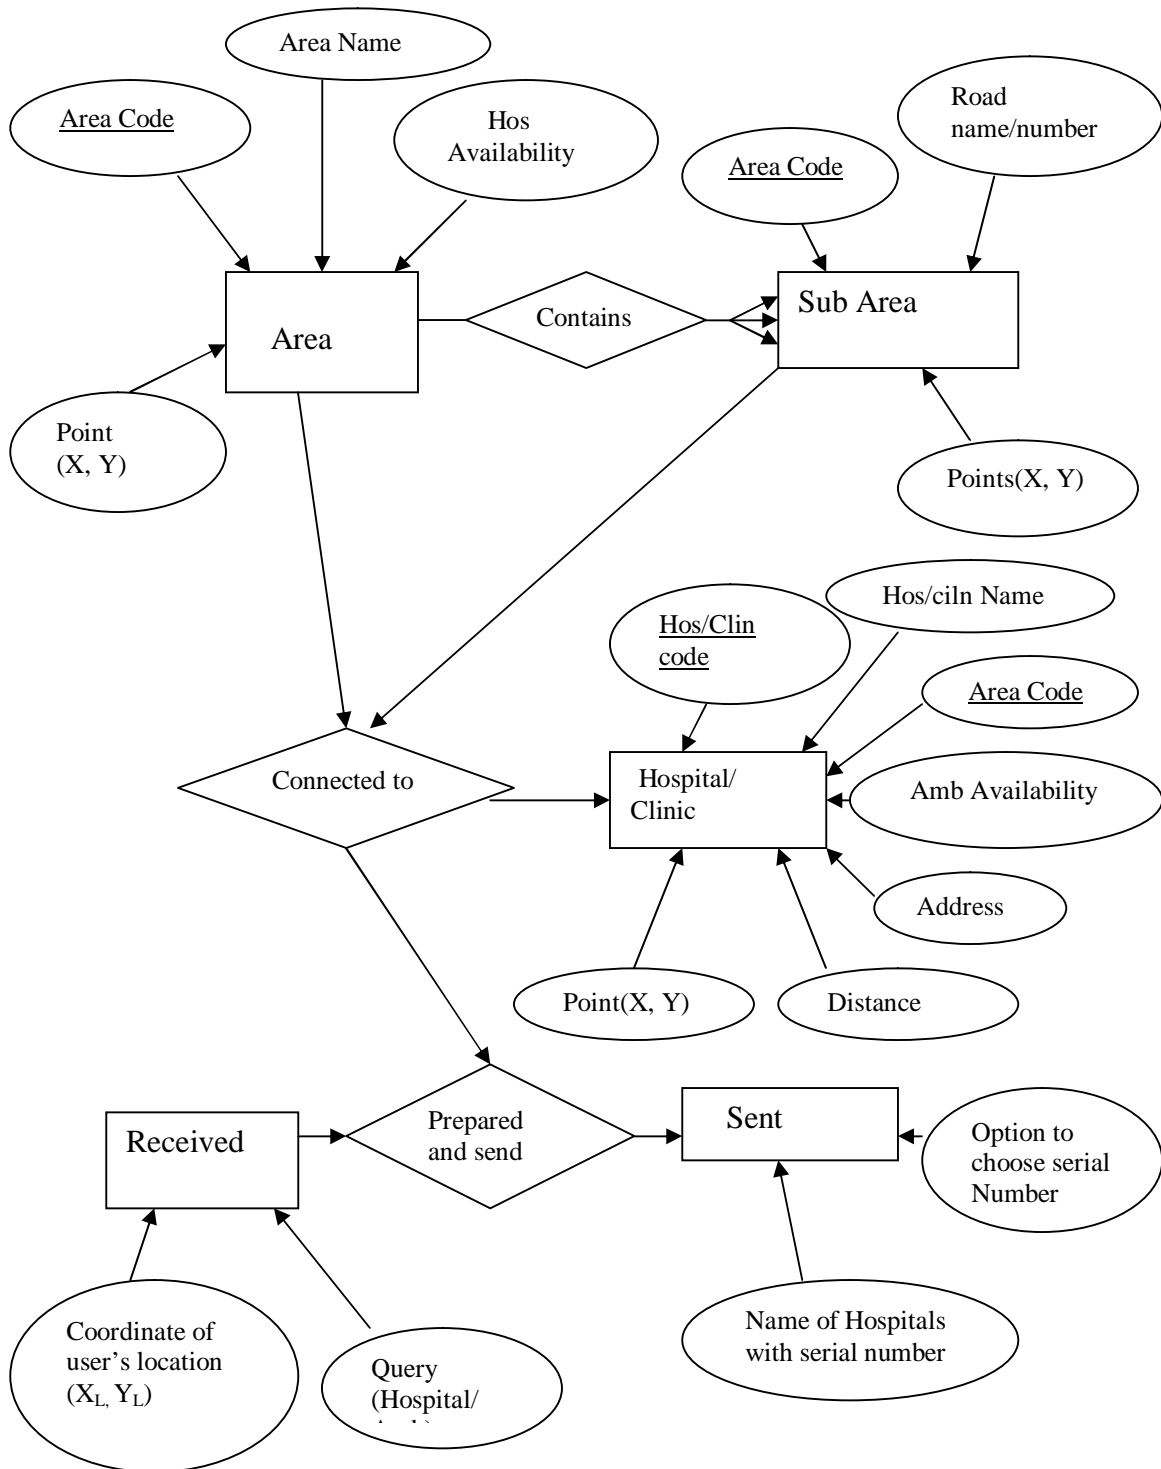 Area Name
Area Code
Hos
Availability
Road
name/number
Area Code
Area
Contains
Sub Area
Point
(X, Y)
Points(X, Y)
Hos/Clin
code
Hos/ciln Name
Area Code
Connected to
Hospital/
Clinic
Amb Availability
Address
Point(X, Y)
Distance
Received
Prepared
and send
Sent
Option to
choose serial
Number
Coordinate of
user’s location
(XL, YL)
Query
(Hospital/
Name of Hospitals
with serial number